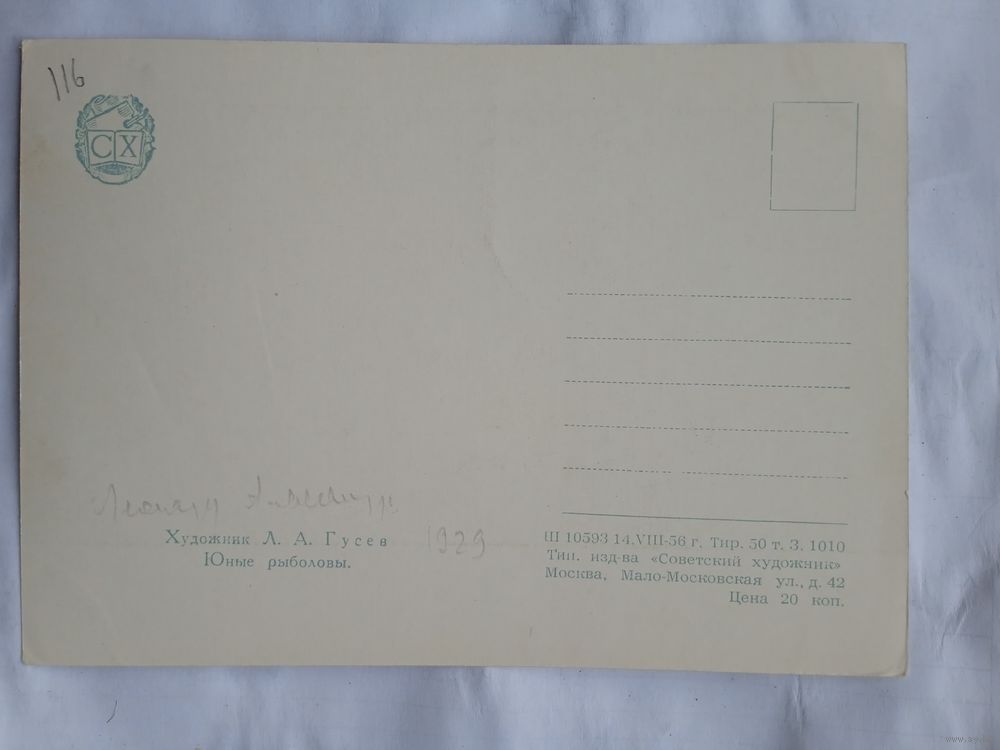 116
СХ
Художник Л. А. Гусев
Юные рыболовы.
1929
Ш 10593 14.VIII-56 г. Тир. 50 т. З. 1010
Тип. изд-ва «Советский художник»
Москва, Мало-Московская ул., д. 42
Цена 20 коп.